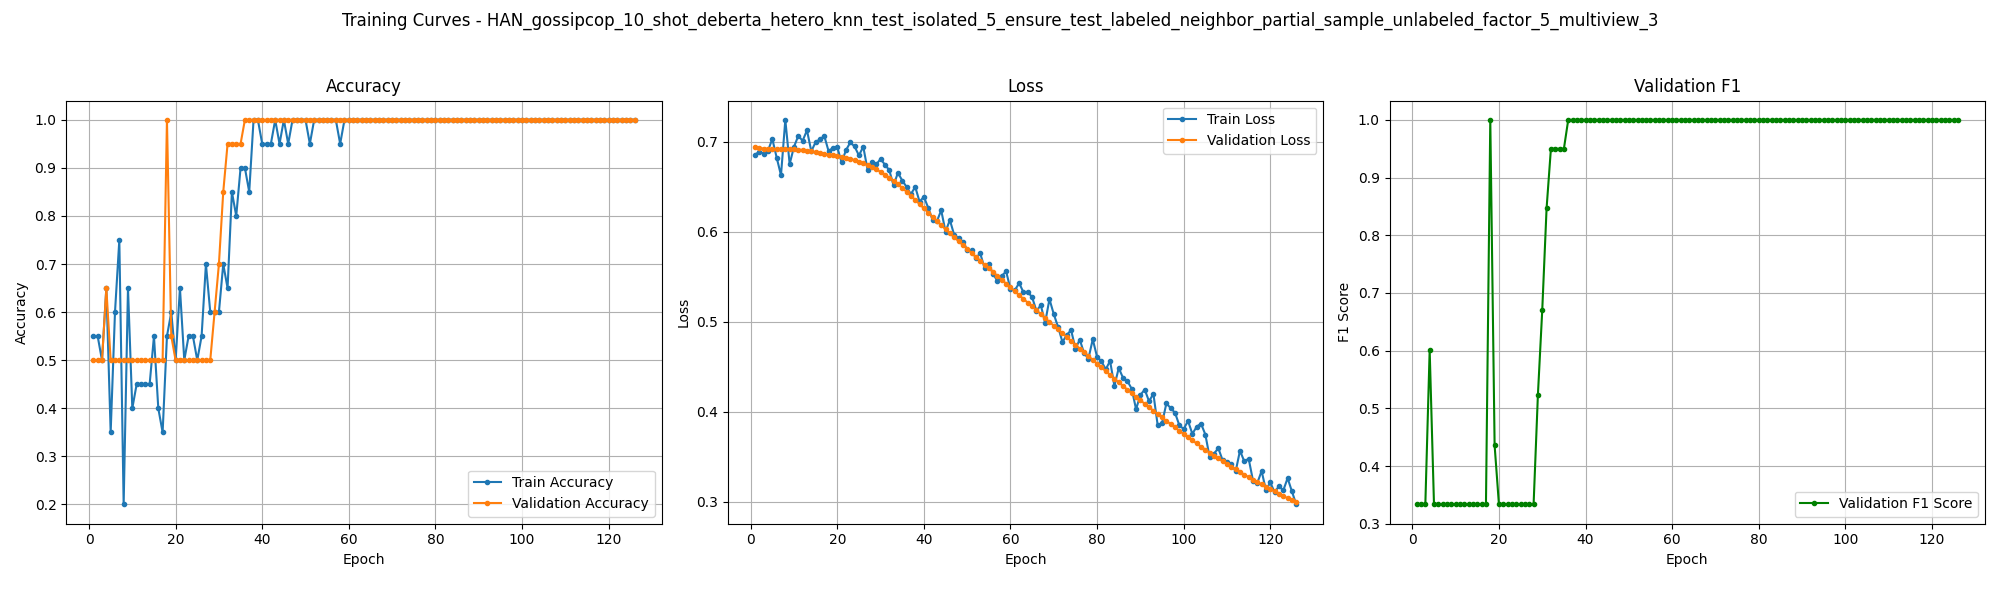 Training Curves - HAN_gossipcop_10_shot_deberta_hetero_knn_test_isolated_5_ensure_test_labeled_neighbor_partial_sample_unlabeled_factor_5_multiview_3
Accuracy
1.0
0.9
0.8
0.7
0.6
0.5
0.4
0.3
0.2
Accuracy
Train Accuracy
Validation Accuracy
0 20 40 60 80 100 120
Epoch
Loss
0.7
0.6
0.5
0.4
0.3
Loss
Train Loss
Validation Loss
0 20 40 60 80 100 120
Epoch
Validation F1
1.0
0.9
0.8
0.7
0.6
0.5
0.4
0.3
F1 Score
Validation F1 Score
0 20 40 60 80 100 120
Epoch